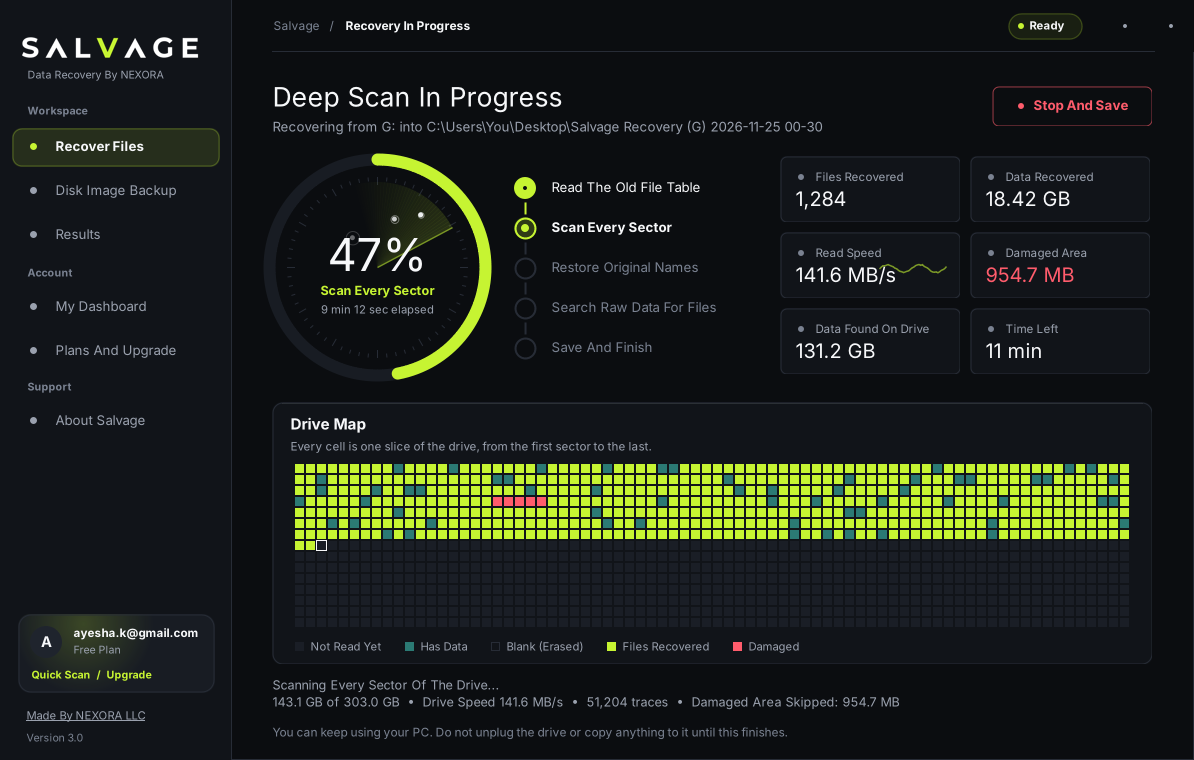 SALVAGE
Data Recovery By NEXORA
Workspace
Recover Files
Disk Image Backup
Results
Account
My Dashboard
Plans And Upgrade
Support
About Salvage
A
ayesha.k@gmail.com
Free Plan
Quick Scan / Upgrade
Made By NEXORA LLC
Version 3.0
Salvage / Recovery In Progress
Ready
Deep Scan In Progress
Recovering from G: into C:\Users\You\Desktop\Salvage Recovery (G) 2026-11-25 00-30
Stop And Save
47%
Scan Every Sector
9 min 12 sec elapsed
Read The Old File Table
Scan Every Sector
Restore Original Names
Search Raw Data For Files
Save And Finish
Files Recovered
1,284
Data Recovered
18.42 GB
Read Speed
141.6 MB/s
Damaged Area
954.7 MB
Data Found On Drive
131.2 GB
Time Left
11 min
Drive Map
Every cell is one slice of the drive, from the first sector to the last.
Not Read Yet
Has Data
Blank (Erased)
Files Recovered
Damaged
Scanning Every Sector Of The Drive...
143.1 GB of 303.0 GB • Drive Speed 141.6 MB/s • 51,204 traces • Damaged Area Skipped: 954.7 MB
You can keep using your PC. Do not unplug the drive or copy anything to it until this finishes.